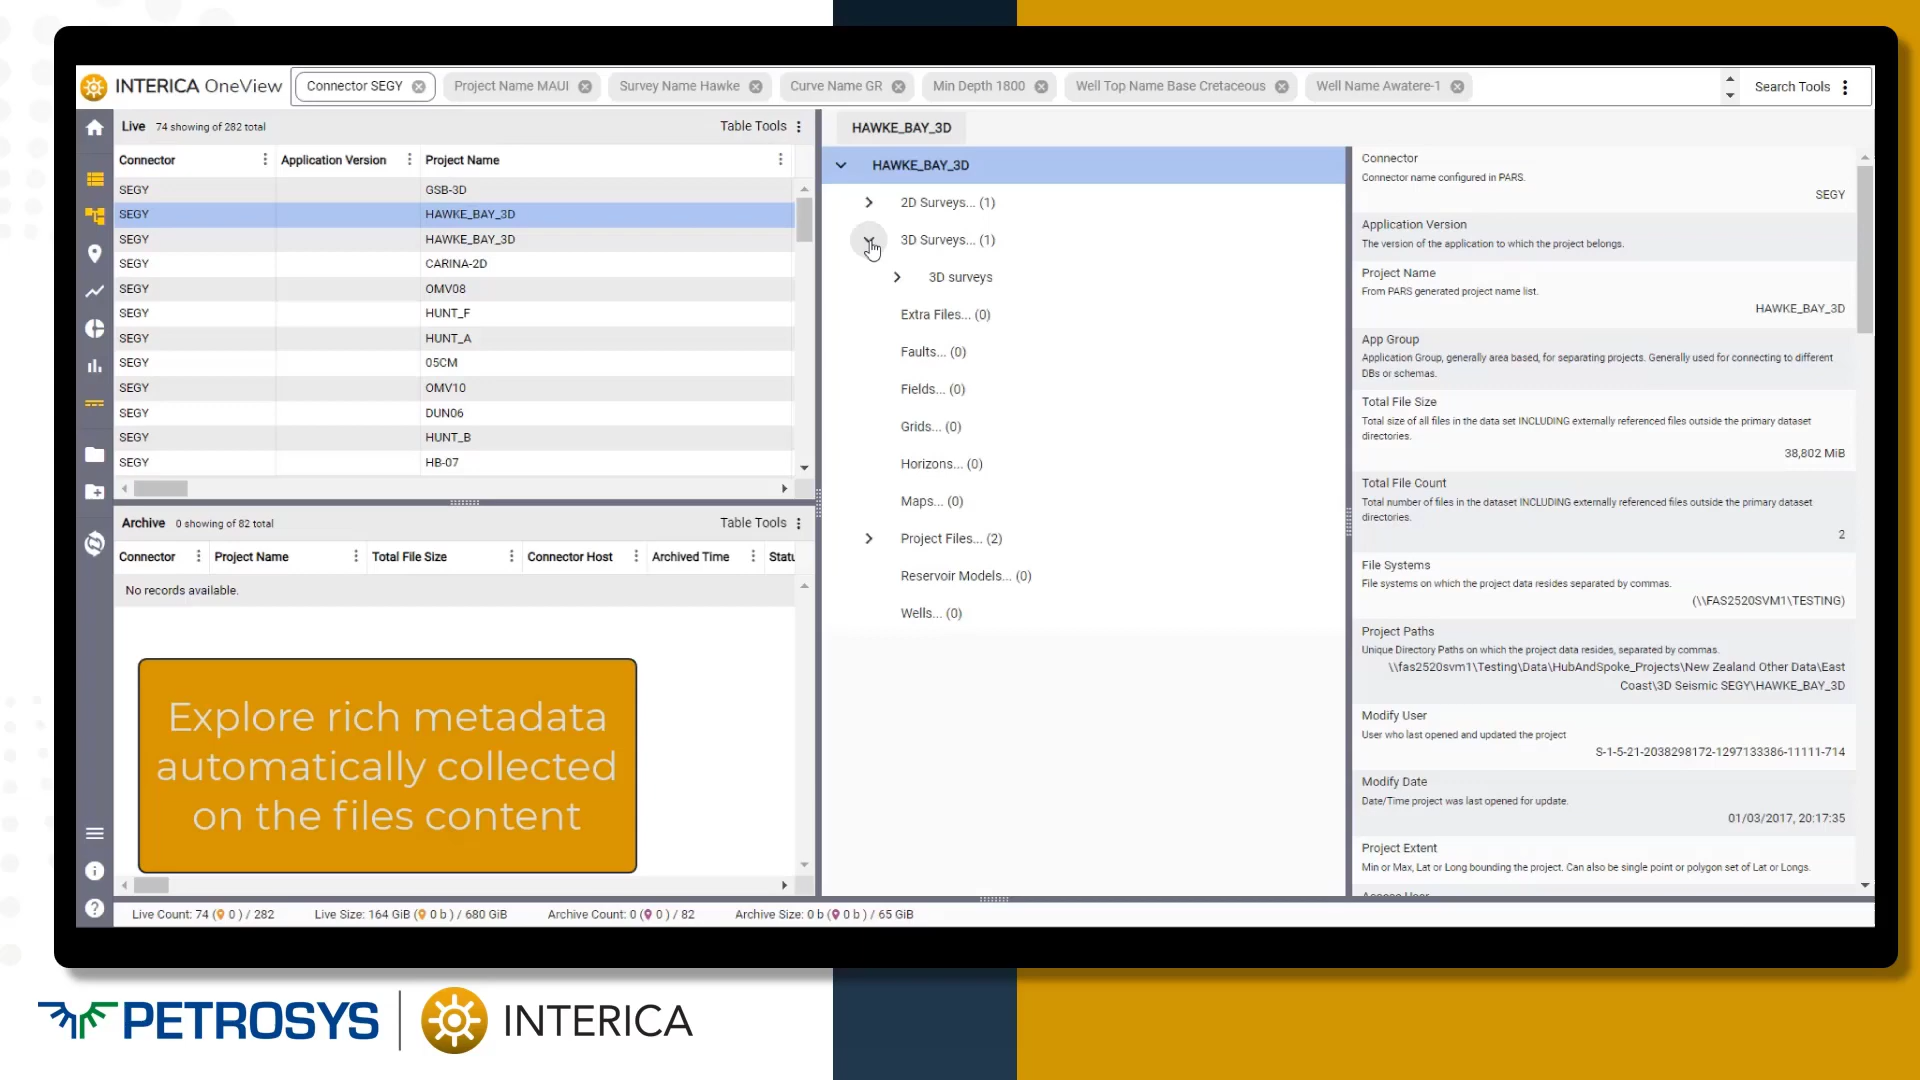 INTERICA OneView
Connector SEGY
Project Name MAUI
Survey Name Hawke
Curve Name GR
Min Depth 1800
Well Top Name Base Cretaceous
Well Name Awatere-1
Search Tools
Live 74 showing of 282 total
Table Tools
Connector Application Version Project Name
SEGY GSB-3D
SEGY HAWKE_BAY_3D
SEGY HAWKE_BAY_3D
SEGY CARINA-2D
SEGY OMV08
SEGY HUNT_F
SEGY HUNT_A
SEGY 05CM
SEGY OMV10
SEGY DUN06
SEGY HUNT_B
SEGY HB-07
Archive 0 showing of 82 total
Table Tools
Connector Project Name Total File Size Connector Host Archived Time Statu
No records available.
Explore rich metadata
automatically collected
on the files content
HAWKE_BAY_3D
HAWKE_BAY_3D
2D Surveys... (1)
3D Surveys... (1)
3D surveys
Extra Files... (0)
Faults... (0)
Fields... (0)
Grids... (0)
Horizons... (0)
Maps... (0)
Project Files... (2)
Reservoir Models... (0)
Wells... (0)
Connector
Connector name configured in PARS.
SEGY
Application Version
The version of the application to which the project belongs.
Project Name
From PARS generated project name list.
HAWKE_BAY_3D
App Group
Application Group, generally area based, for separating projects. Generally used for connecting to different
DBs or schemas.
Total File Size
Total size of all files in the data set INCLUDING externally referenced files outside the primary dataset
directories.
38,802 MiB
Total File Count
Total number of files in the dataset INCLUDING externally referenced files outside the primary dataset
directories.
2
File Systems
File systems on which the project data resides separated by commas.
(\\FAS2520SVM1\TESTING)
Project Paths
Unique Directory Paths on which the project data resides, separated by commas.
\\fas2520svm1\Testing\Data\HubAndSpoke_Projects\New Zealand Other Data\East
Coast\3D Seismic SEGY\HAWKE_BAY_3D
Modify User
User who last opened and updated the project
S-1-5-21-2038298172-1297133386-11111-714
Modify Date
Date/Time project was last opened for update.
01/03/2017, 20:17:35
Project Extent
Min or Max, Lat or Long bounding the project. Can also be single point or polygon set of Lat or Longs.
Access User
Live Count: 74 (0) / 282
Live Size: 164 GiB (0 b) / 680 GiB
Archive Count: 0 (0) / 82
Archive Size: 0 b (0 b) / 65 GiB
PETROSYS INTERICA